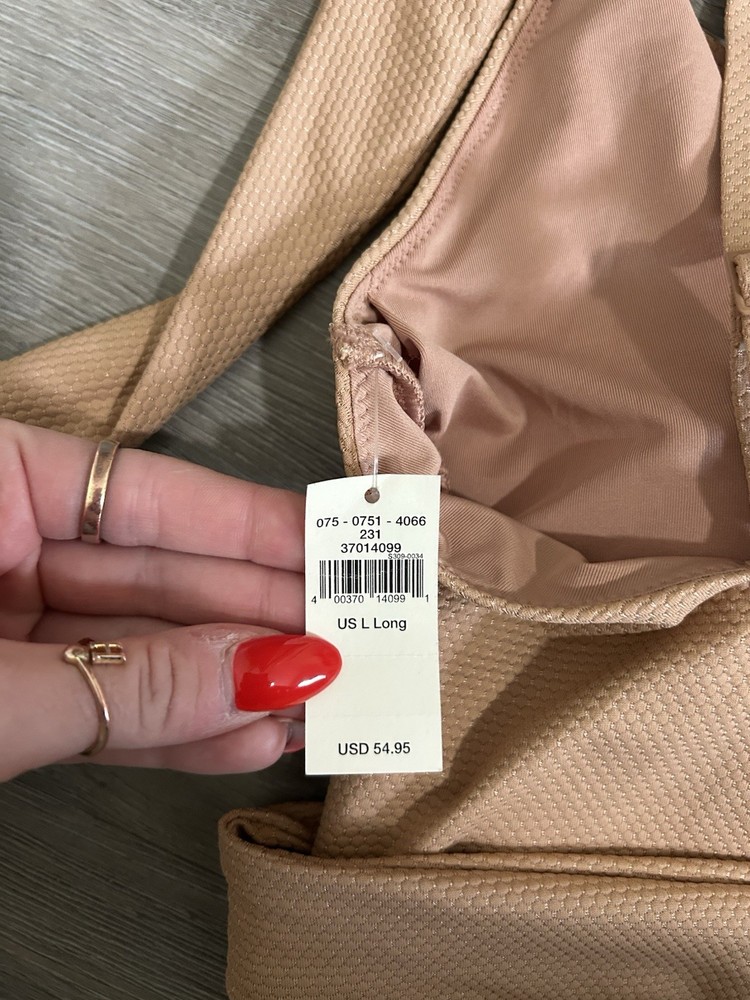 075 - 0751 - 4066
231
37014099
S309-0034
4 00370 14099 1
US L Long
USD 54.95